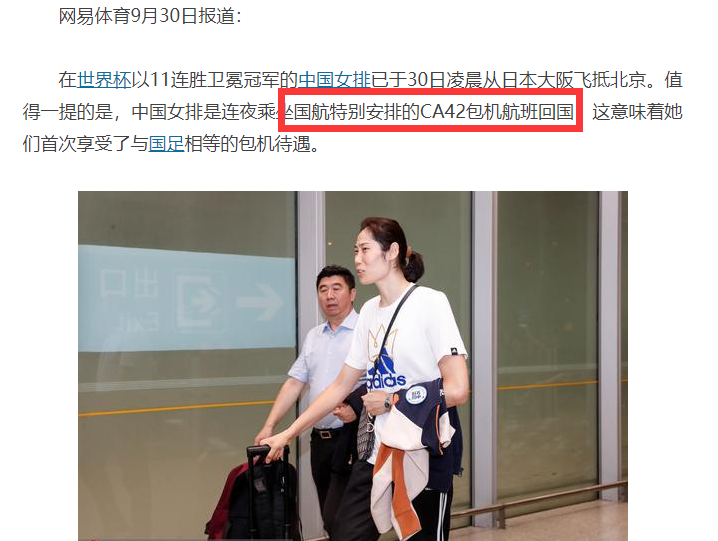 网易体育9月30日报道：
在世界杯以11连胜卫冕冠军的中国女排已于30日凌晨从日本大阪飞抵北京。值
得一提的是，中国女排是连夜乘坐国航特别安排的CA42包机航班回国，这意味着她
们首次享受了与国足相等的包机待遇。
口出
EXIT
adidas